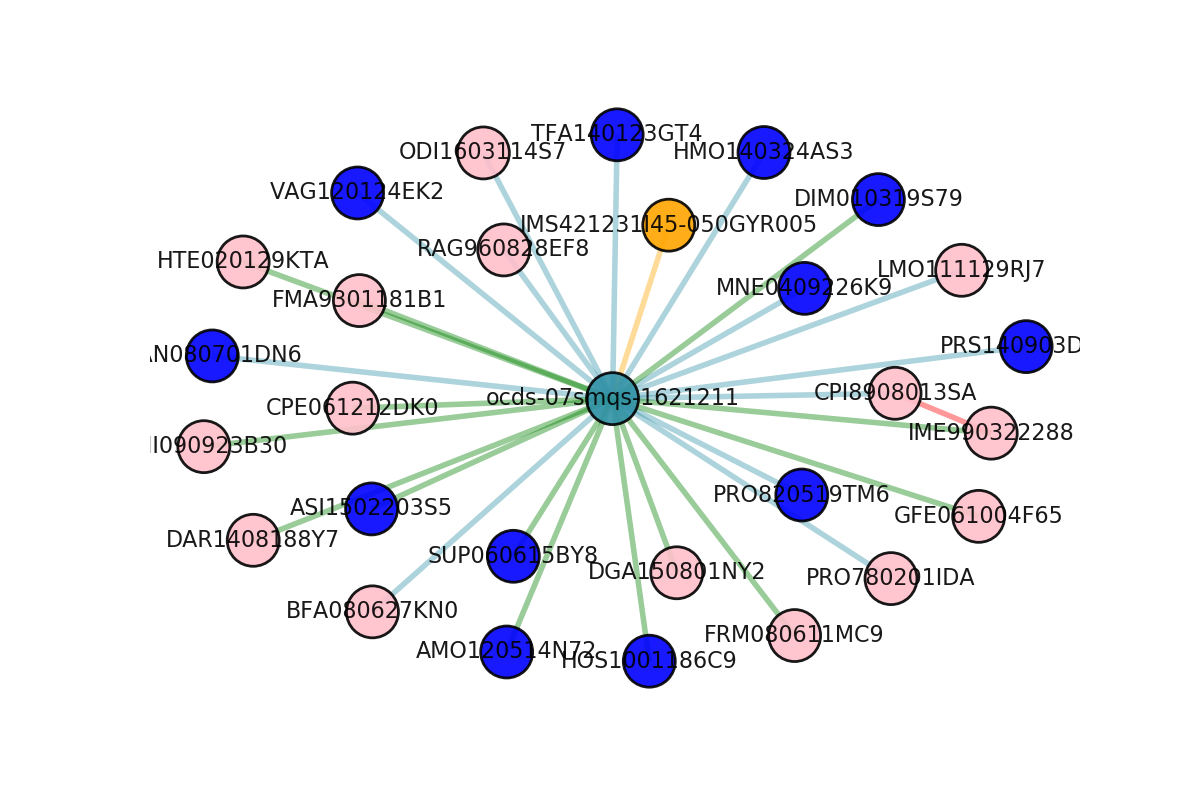 TFA140123GT4
ODI1603114S7
HMO140324AS3
VAG120124EK2
DIM010319S79
IMS421231I45-050GYR005
RAG960828EF8
HTE020129KTA
LMO111129RJ7
MNE0409226K9
FMA9301181B1
PRS140903D
AN080701DN6
CPI8908013SA
ocds-07smqs-1621211
CPE061212DK0
IME990322288
I090923B30
PRO820519TM6
ASI1502203S5
GFE061004F65
DAR1408188Y7
SUP060615BY8
DGA150801NY2
PRO780201IDA
BFA080627KN0
FRM080611MC9
AMO120514N72
HOS1001186C9